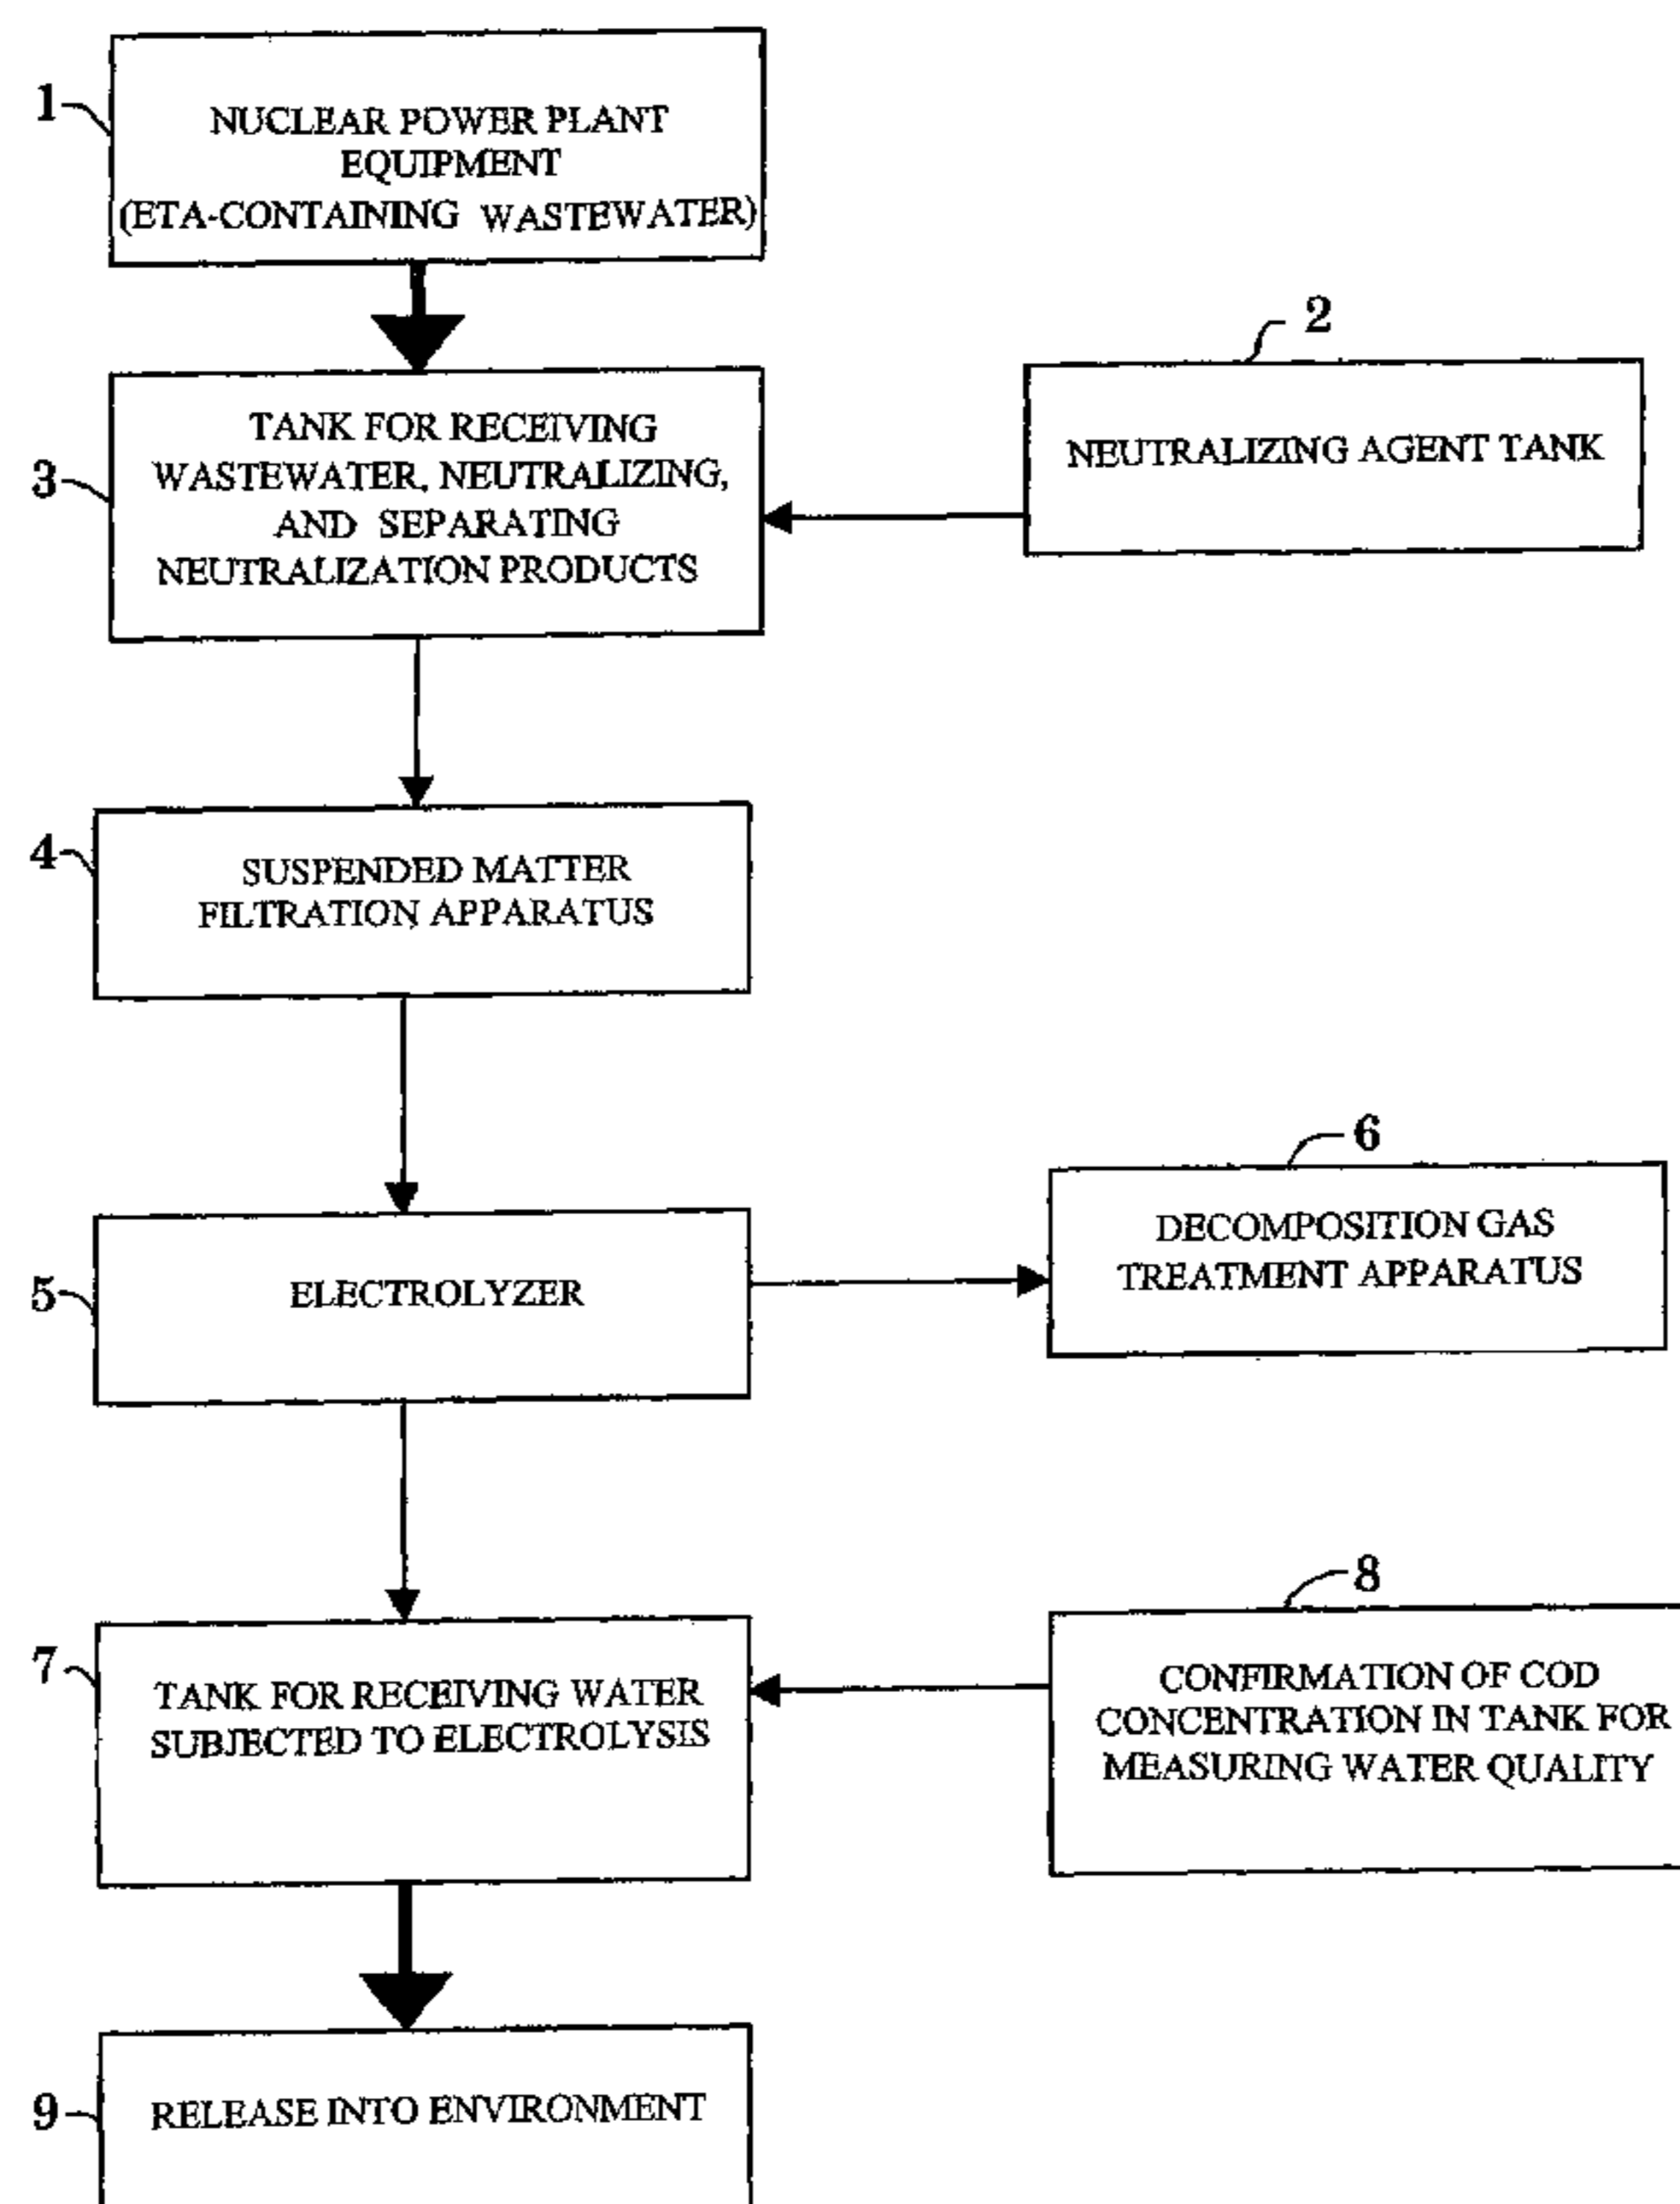 1
NUCLEAR POWER PLANT
EQUIPMENT
(ETA-CONTAINING WASTEWATER)
2
NEUTRALIZING AGENT TANK
3
TANK FOR RECEIVING
WASTEWATER, NEUTRALIZING,
AND SEPARATING
NEUTRALIZATION PRODUCTS
4
SUSPENDED MATTER
FILTRATION APPARATUS
5
ELECTROLYZER
6
DECOMPOSITION GAS
TREATMENT APPARATUS
7
TANK FOR RECEIVING WATER
SUBJECTED TO ELECTROLYSIS
8
CONFIRMATION OF COD
CONCENTRATION IN TANK FOR
MEASURING WATER QUALITY
9
RELEASE INTO ENVIRONMENT